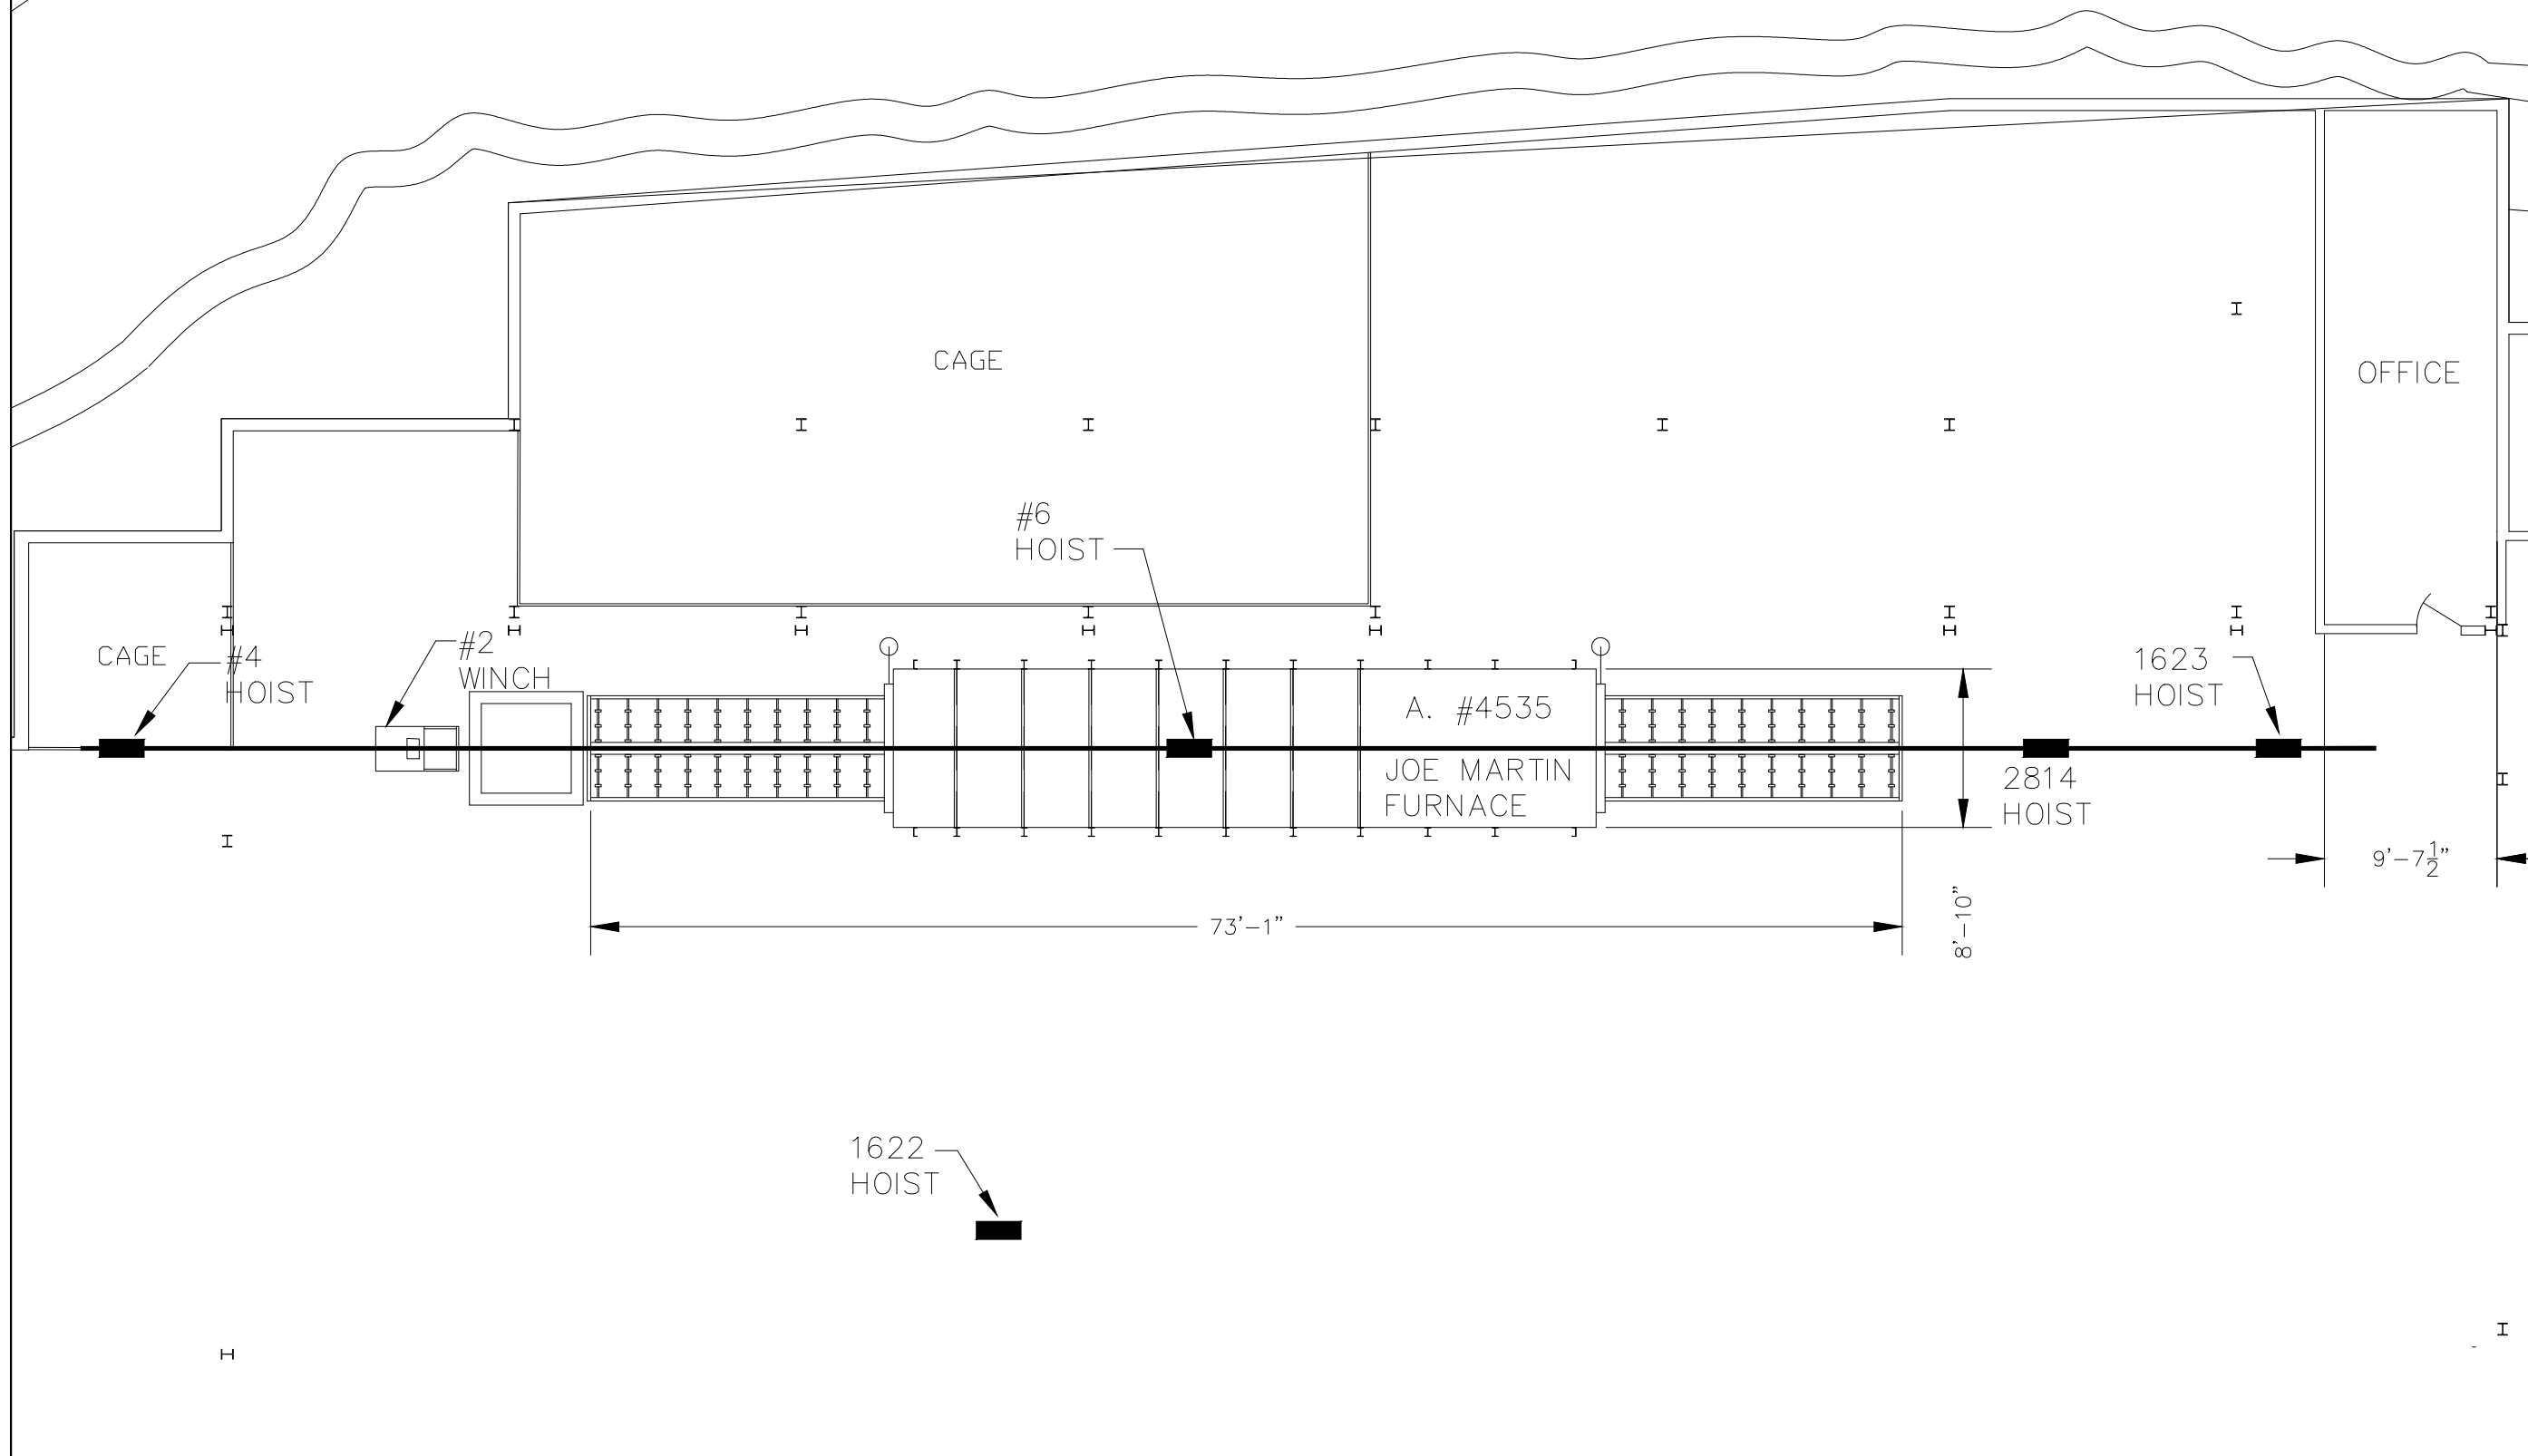 CAGE
OFFICE
#6
HOIST
CAGE
#4
HOIST
#2
WINCH
A. #4535
JOE MARTIN
FURNACE
1623
HOIST
2814
HOIST
9'-7½"
73'-1"
8'-10"
1622
HOIST